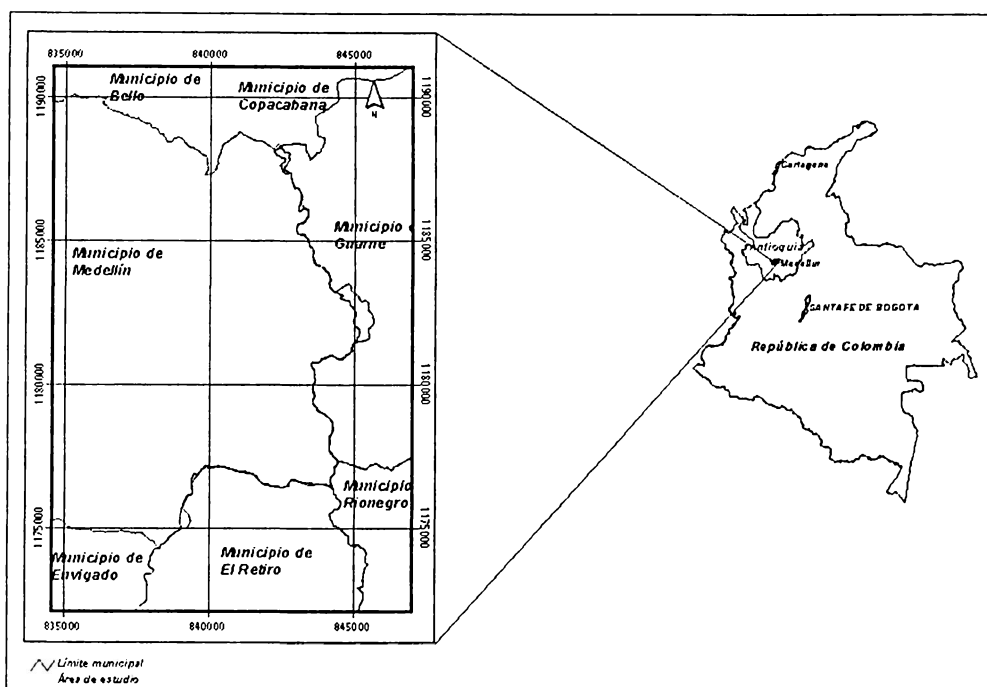 835000 840000 845000
Municipio de
Bello
Municipio de
Copacabana
N
1190000 1190000
Municipio
Guarne
1185000 1185000
Municipio de
Medellín
1180000 1180000
Municipio
Rionegro
1175000 1175000
Municipio de
Envigado
Municipio de
El Retiro
835000 840000 845000
Límite municipal
Área de estudio
Cartagena
Antioquia
Medellín
SANTAFE DE BOGOTA
República de Colombia